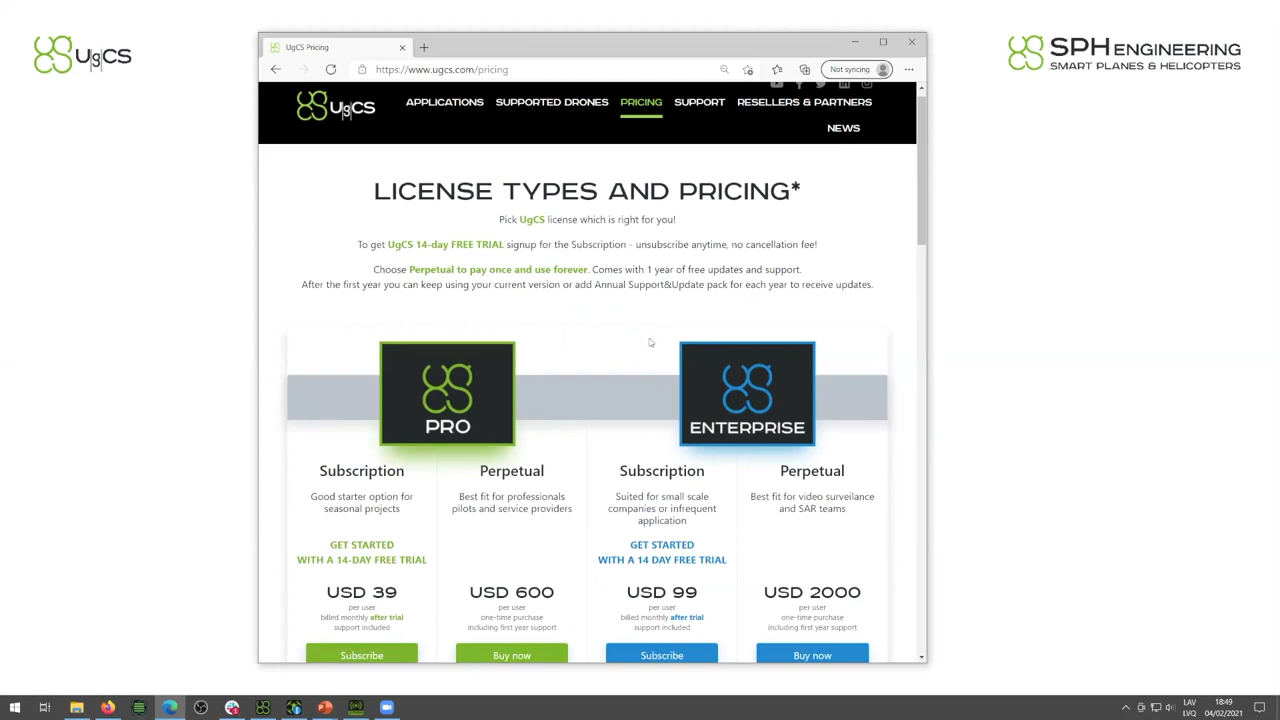 UgCS
SPH ENGINEERING
SMART PLANES & HELICOPTERS
UgCS Pricing
https://www.ugcs.com/pricing
Not syncing
UgCS
APPLICATIONS SUPPORTED DRONES PRICING SUPPORT RESELLERS & PARTNERS
NEWS
LICENSE TYPES AND PRICING*
Pick UgCS license which is right for you!
To get UgCS 14-day FREE TRIAL signup for the Subscription - unsubscribe anytime, no cancellation fee!
Choose Perpetual to pay once and use forever. Comes with 1 year of free updates and support.
After the first year you can keep using your current version or add Annual Support&Update pack for each year to receive updates.
PRO
ENTERPRISE
Subscription
Good starter option for
seasonal projects
GET STARTED
WITH A 14-DAY FREE TRIAL
USD 39
per user
billed monthly after trial
support included
Subscribe
Perpetual
Best fit for professionals
pilots and service providers
USD 600
per user
one-time purchase
including first year support
Buy now
Subscription
Suited for small scale
companies or infrequent
application
GET STARTED
WITH A 14 DAY FREE TRIAL
USD 99
per user
billed monthly after trial
support included
Subscribe
Perpetual
Best fit for video surveilance
and SAR teams
USD 2000
per user
one-time purchase
including first year support
Buy now
LAV
LVQ
18:49
04/02/2021